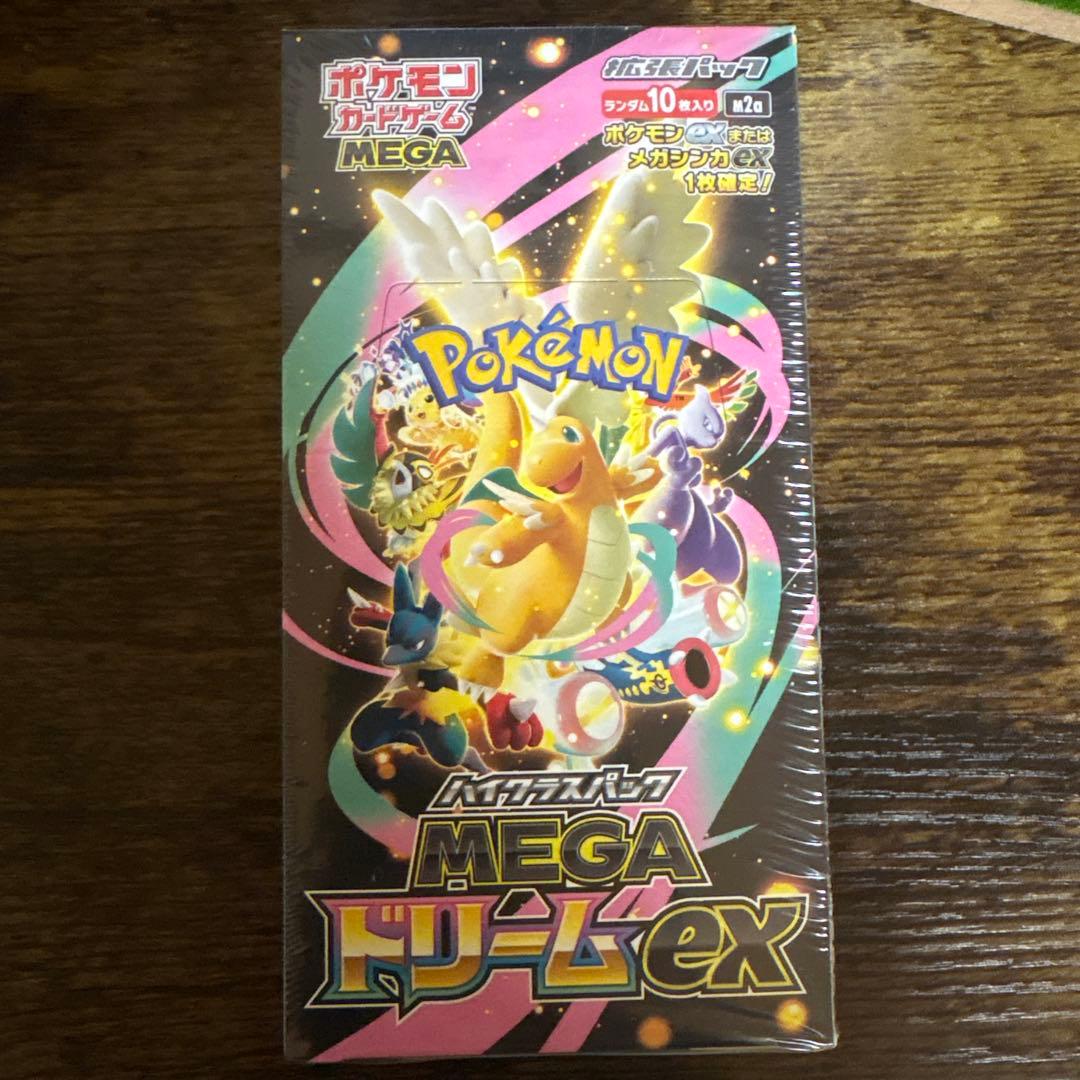 ポケモン
カードゲーム
MEGA
拡張パック
ランダム10枚入り M2a
ポケモンexまたは
メガシンカex
1枚確定!
POKéMON
TM
ハイクラスパック
MEGA
ドリームex